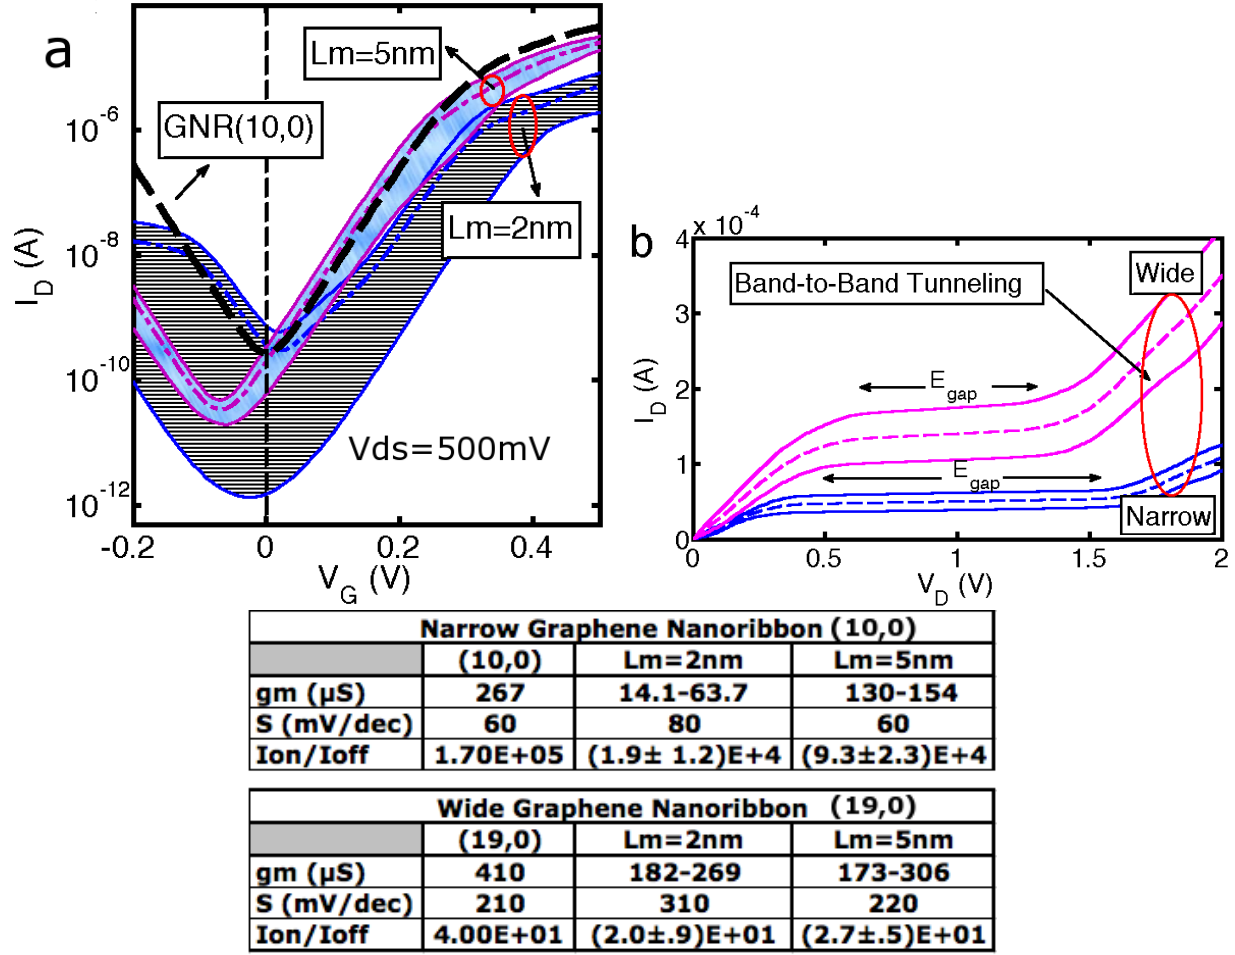 a
Lm=5nm
GNR(10,0)
Lm=2nm
Vds=500mV
I_D (A)
10^-6
10^-8
10^-10
10^-12
-0.2 0 0.2 0.4
V_G (V)
b
x 10^-4
4
3
2
1
0
I_D (A)
Band-to-Band Tunneling
Wide
E_gap
E_gap
Narrow
0 0.5 1 1.5 2
V_D (V)
Narrow Graphene Nanoribbon (10,0)
(10,0) Lm=2nm Lm=5nm
gm (µS) 267 14.1-63.7 130-154
S (mV/dec) 60 80 60
Ion/Ioff 1.70E+05 (1.9± 1.2)E+4 (9.3±2.3)E+4
Wide Graphene Nanoribbon (19,0)
(19,0) Lm=2nm Lm=5nm
gm (µS) 410 182-269 173-306
S (mV/dec) 210 310 220
Ion/Ioff 4.00E+01 (2.0±.9)E+01 (2.7±.5)E+01